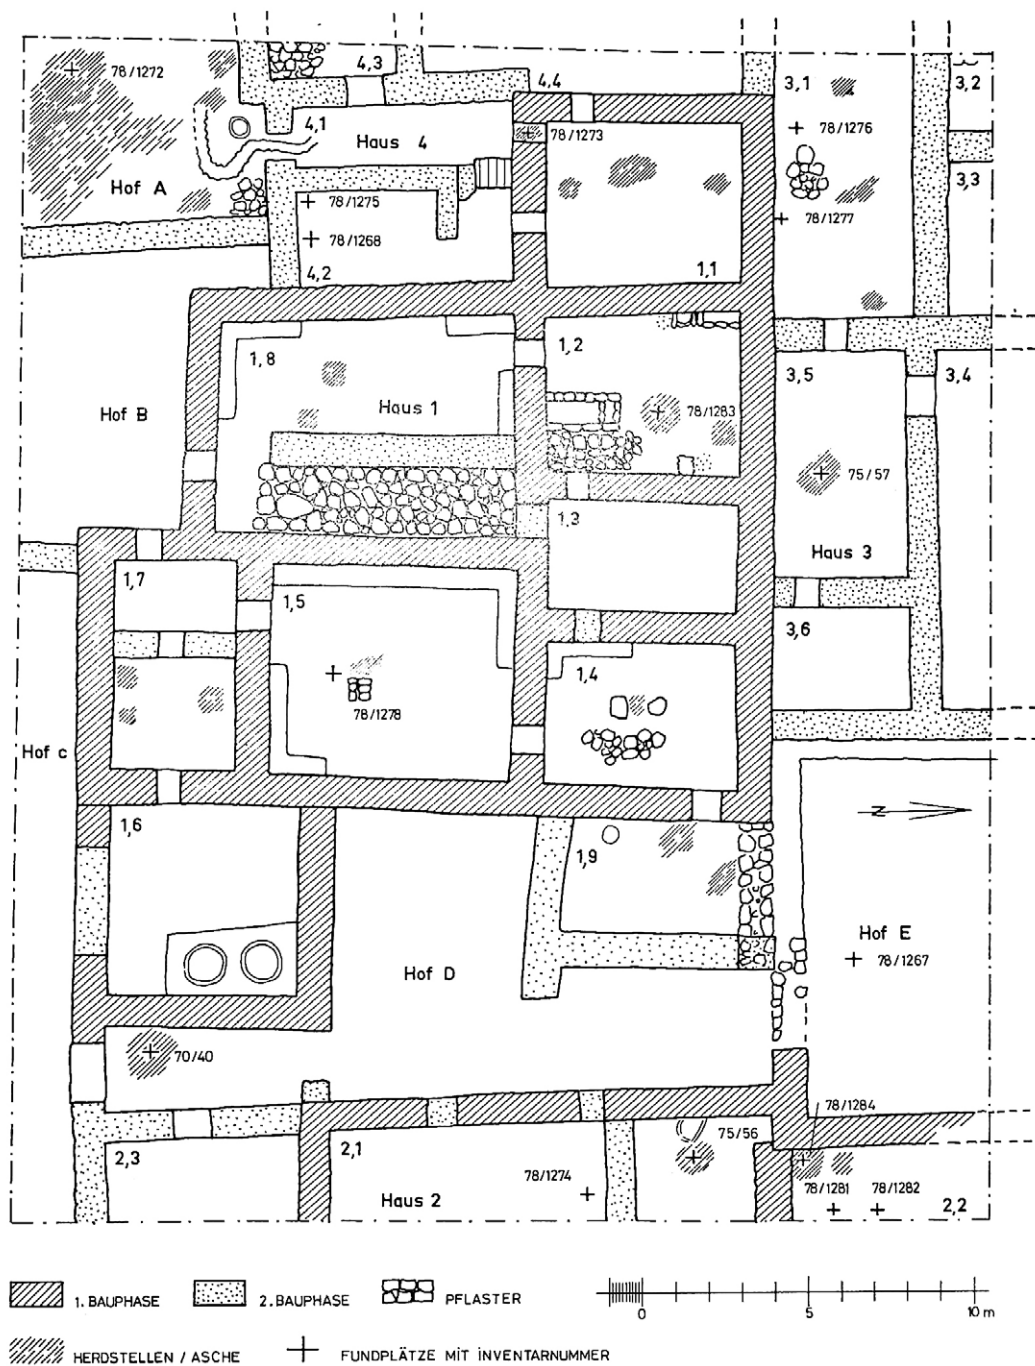 4,3
4,4
3,1
3,2
78/1272
4,1
Haus 4
78/1273
78/1276
Hof A
3,3
78/1275
78/1277
78/1268
4,2
1,1
1,8
1,2
3,5
3,4
Hof B
Haus 1
78/1283
75/57
1,3
Haus 3
1,7
1,5
3,6
1,4
78/1278
Hof c
1,6
1,9
N
Hof E
78/1267
Hof D
70/40
78/1284
2,3
2,1
75/56
78/1274
78/1281
78/1282
Haus 2
2,2
1. BAUPHASE
2. BAUPHASE
PFLASTER
0
5
10 m
HERDSTELLEN / ASCHE
FUNDPLÄTZE MIT INVENTARNUMMER